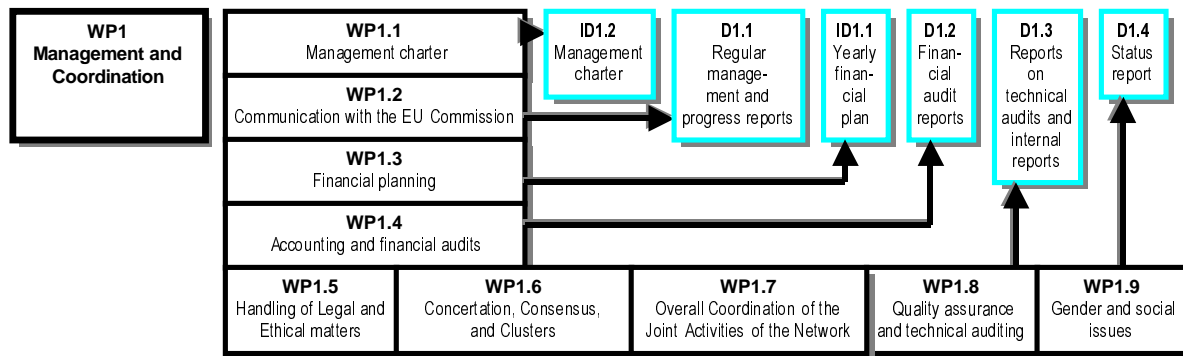 WP1
Management and
Coordination
WP1.1
Management charter
WP1.2
Communication with the EU Commission
WP1.3
Financial planning
WP1.4
Accounting and financial audits
ID1.2
Management
charter
D1.1
Regular
manage-
ment and
progress reports
ID1.1
Yearly
finan-
cial
plan
D1.2
Finan-
cial
audit
reports
D1.3
Reports
on
technical
audits and
internal
reports
D1.4
Status
report
WP1.5
Handling of Legal and
Ethical matters
WP1.6
Concertation, Consensus,
and Clusters
WP1.7
Overall Coordination of the
Joint Activities of the Network
WP1.8
Quality assurance
and technical auditing
WP1.9
Gender and social
issues